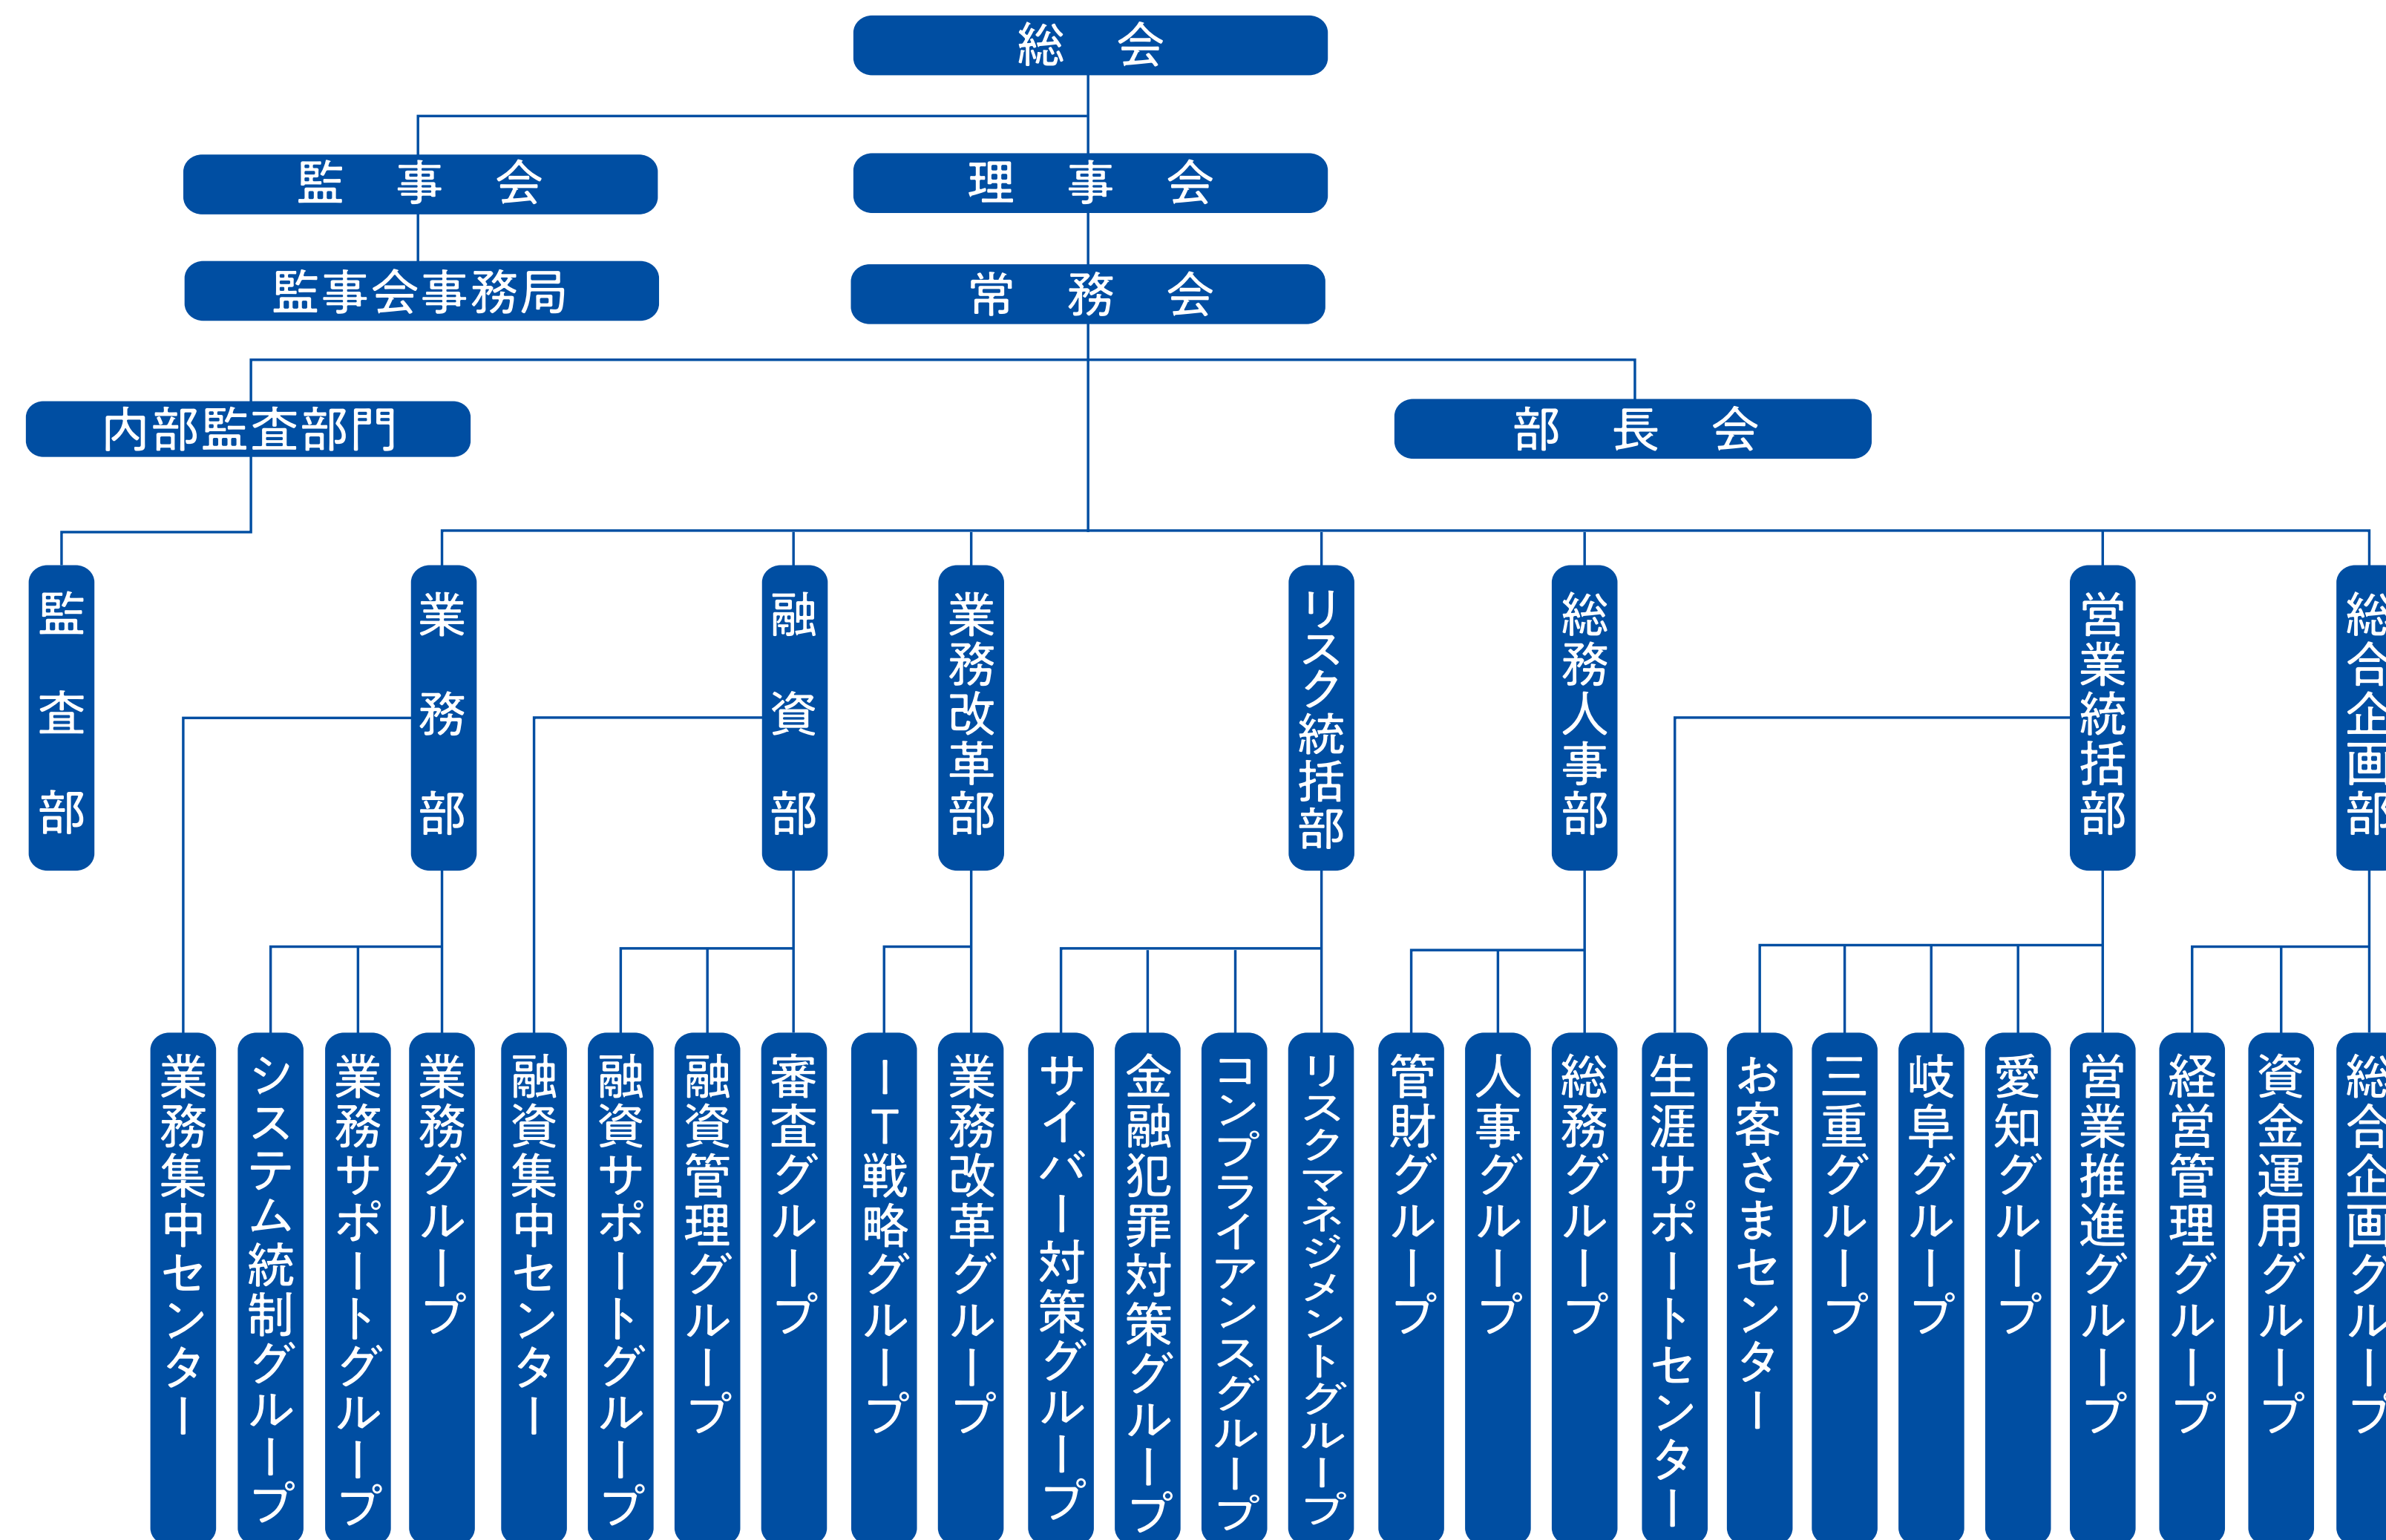 総　会
監　事　会
理　事　会
監事会事務局
常　務　会
内部監査部門
部　長　会
監　査　部
業　務　部
融　資　部
業務改革部
リスク統括部
総務人事部
営業統括部
総合企画部
業務集中センター
システム統制グループ
業務サポートグループ
業務グループ
融資集中センター
融資サポートグループ
融資管理グループ
審査グループ
IT戦略グループ
業務改革グループ
サイバー対策グループ
金融犯罪対策グループ
コンプライアンスグループ
リスクマネジメントグループ
管財グループ
人事グループ
総務グループ
生涯サポートセンター
お客さまセンター
三重グループ
岐阜グループ
愛知グループ
営業推進グループ
経営管理グループ
資金運用グループ
総合企画グループ